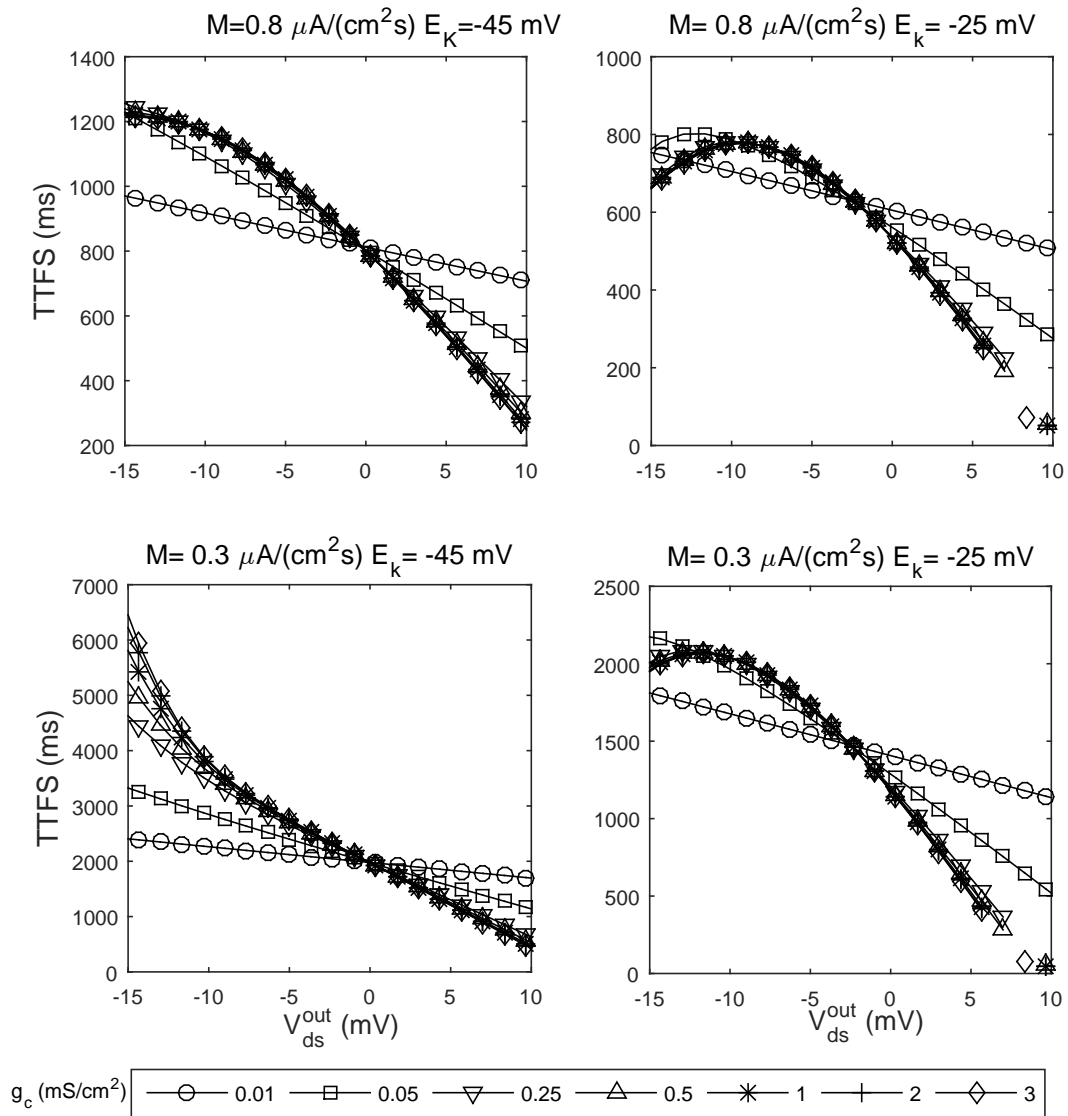 M=0.8 μA/(cm²s) E_K=-45 mV
M= 0.8 μA/(cm²s) E_k= -25 mV
TTFS (ms)
1400
1200
1000
800
600
400
200
-15 -10 -5 0 5 10
1000
800
600
400
200
0
-15 -10 -5 0 5 10
M= 0.3 μA/(cm²s) E_k= -45 mV
M= 0.3 μA/(cm²s) E_k= -25 mV
TTFS (ms)
7000
6000
5000
4000
3000
2000
1000
0
-15 -10 -5 0 5 10
V_ds^out (mV)
2500
2000
1500
1000
500
0
-15 -10 -5 0 5 10
V_ds^out (mV)
g_c (mS/cm²) 0.01 0.05 0.25 0.5 1 2 3